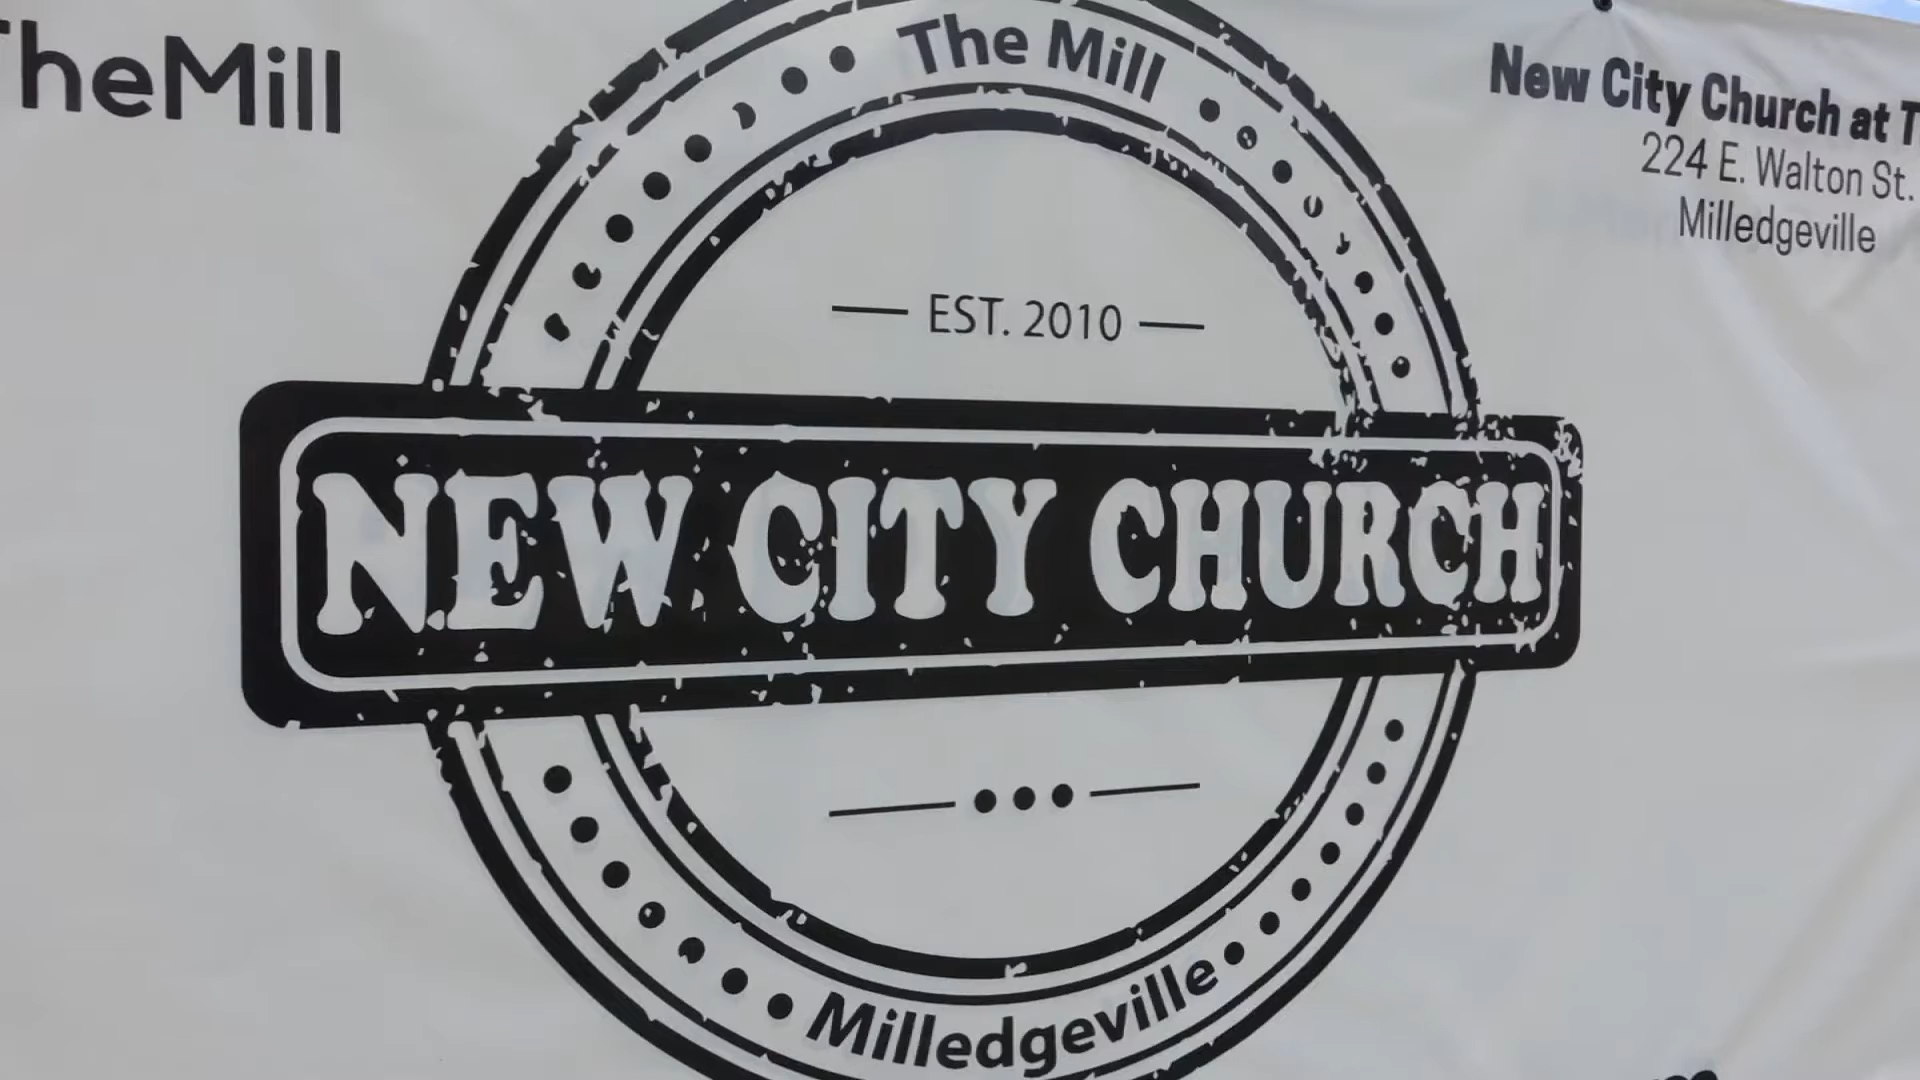 TheMill
The Mill
New City Church at
224 E. Walton St.
Milledgeville
EST. 2010
NEW CITY CHURCH
Milledgeville